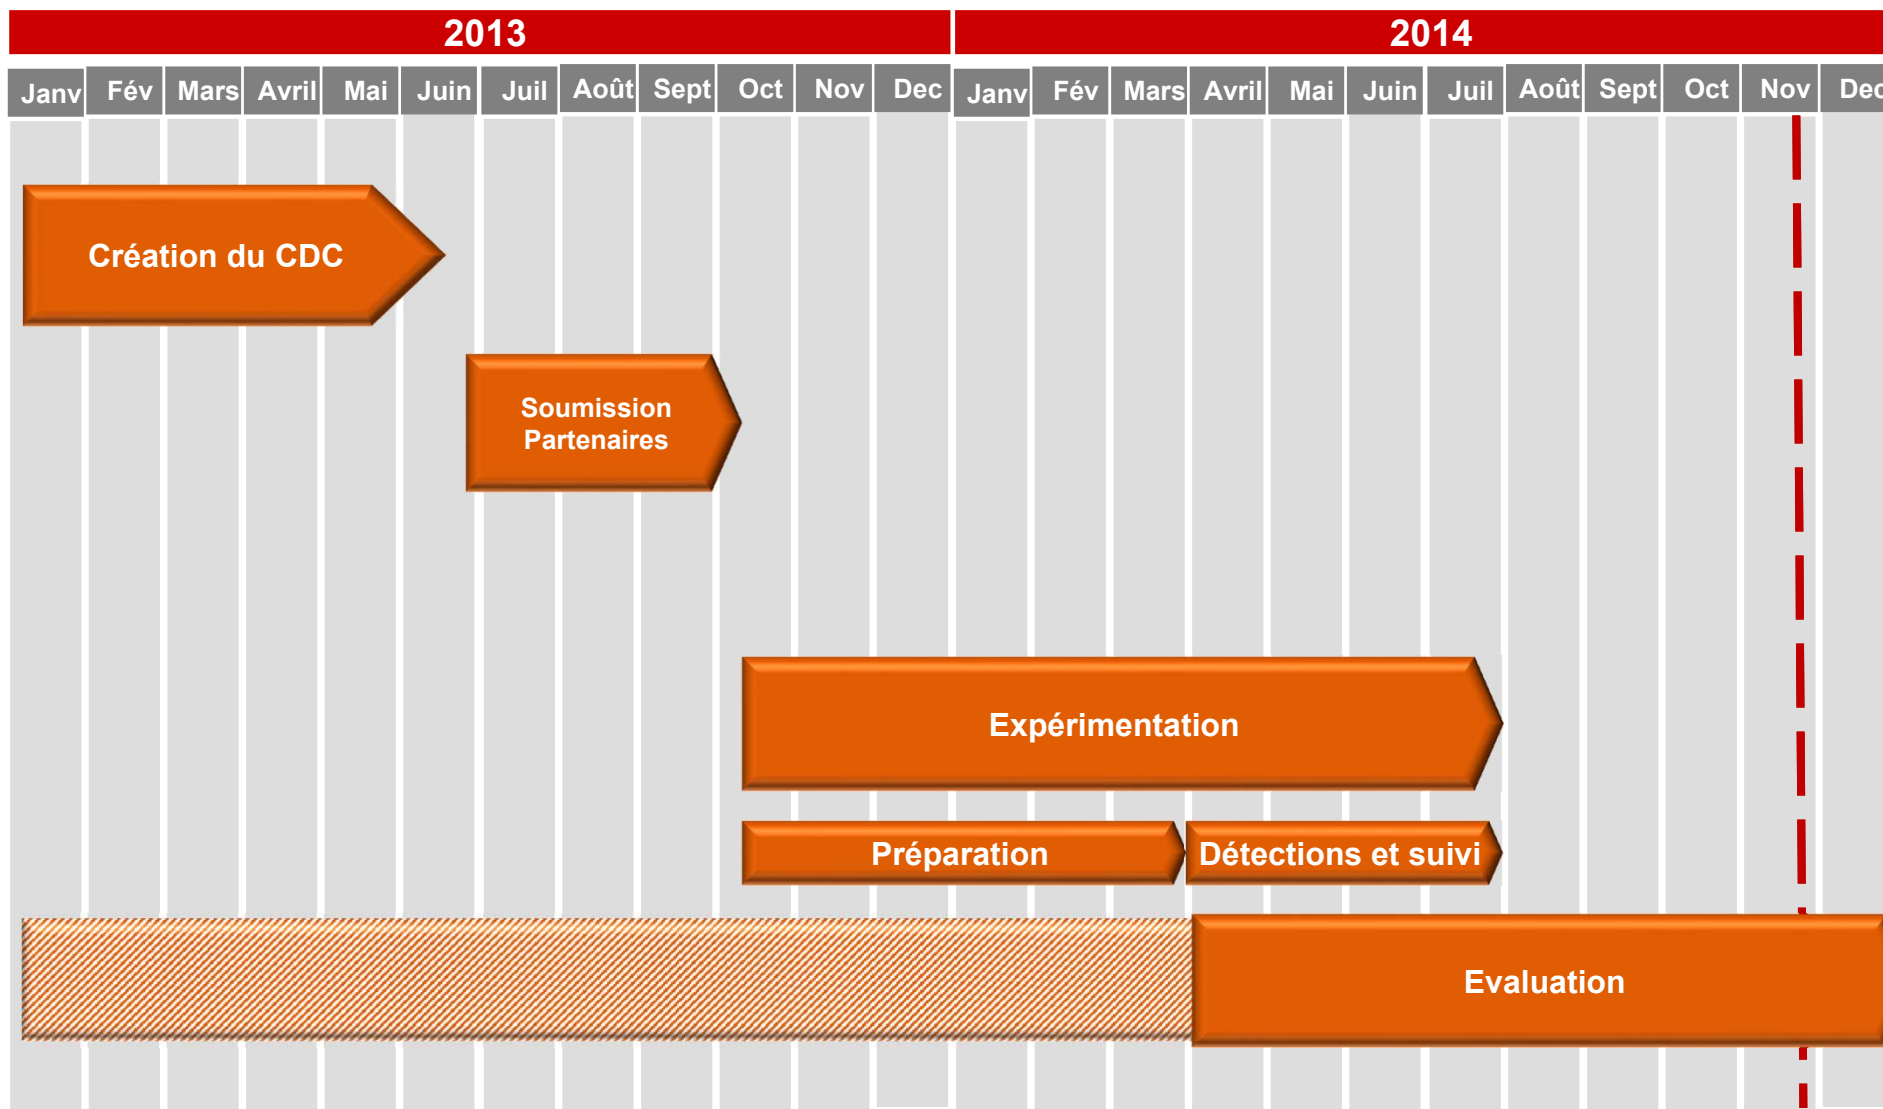 2013 2014
Janv Fév Mars Avril Mai Juin Juil Août Sept Oct Nov Dec Janv Fév Mars Avril Mai Juin Juil Août Sept Oct Nov Dec
Création du CDC
Soumission
Partenaires
Expérimentation
Préparation Détections et suivi
Evaluation